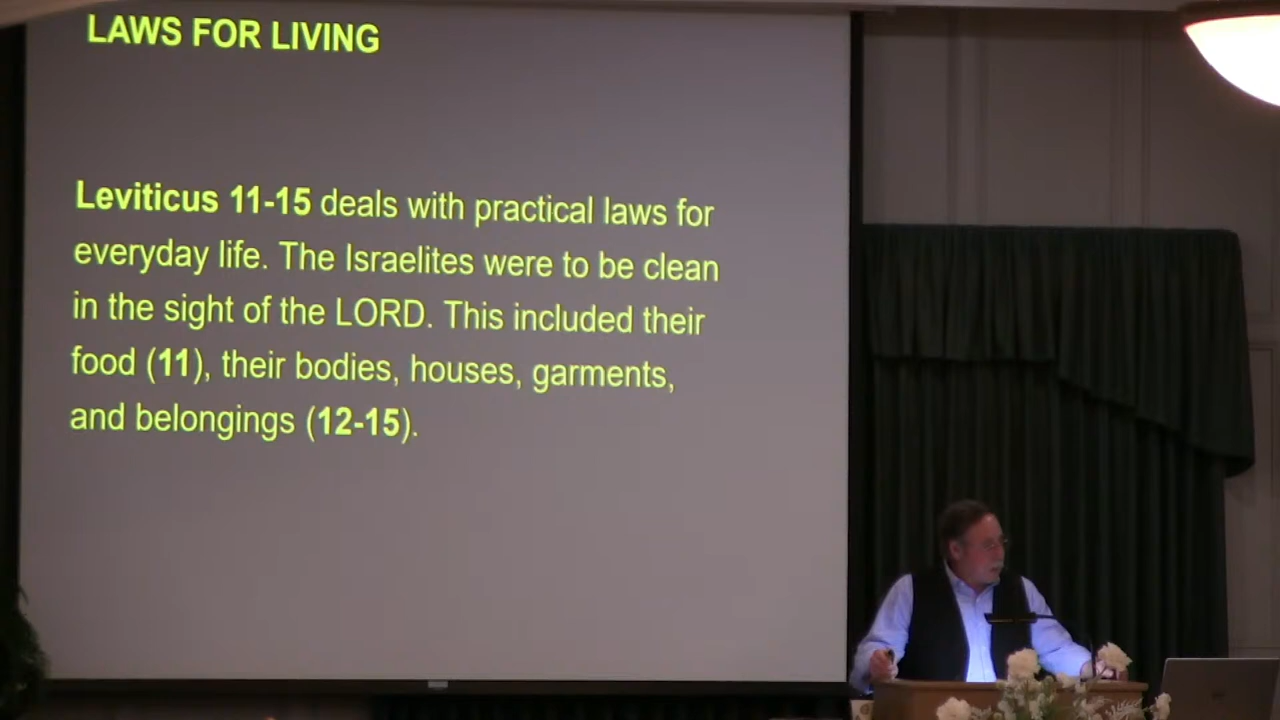 LAWS FOR LIVING
Leviticus 11-15 deals with practical laws for
everyday life. The Israelites were to be clean
in the sight of the LORD. This included their
food (11), their bodies, houses, garments,
and belongings (12-15).